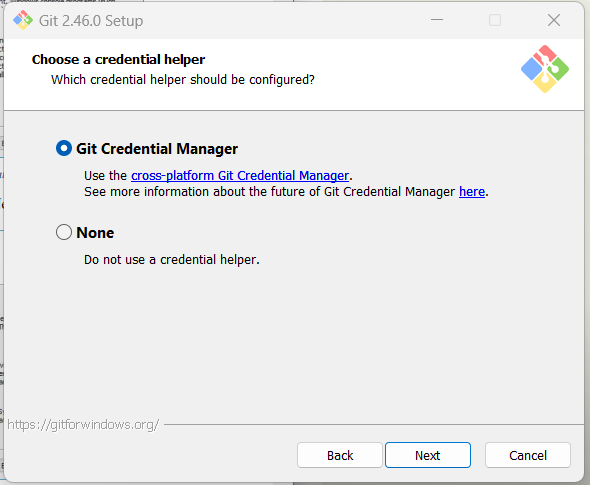 Git 2.46.0 Setup
Choose a credential helper
Which credential helper should be configured?
Git Credential Manager
Use the cross-platform Git Credential Manager.
See more information about the future of Git Credential Manager here.
None
Do not use a credential helper.
https://gitforwindows.org/
Back
Next
Cancel